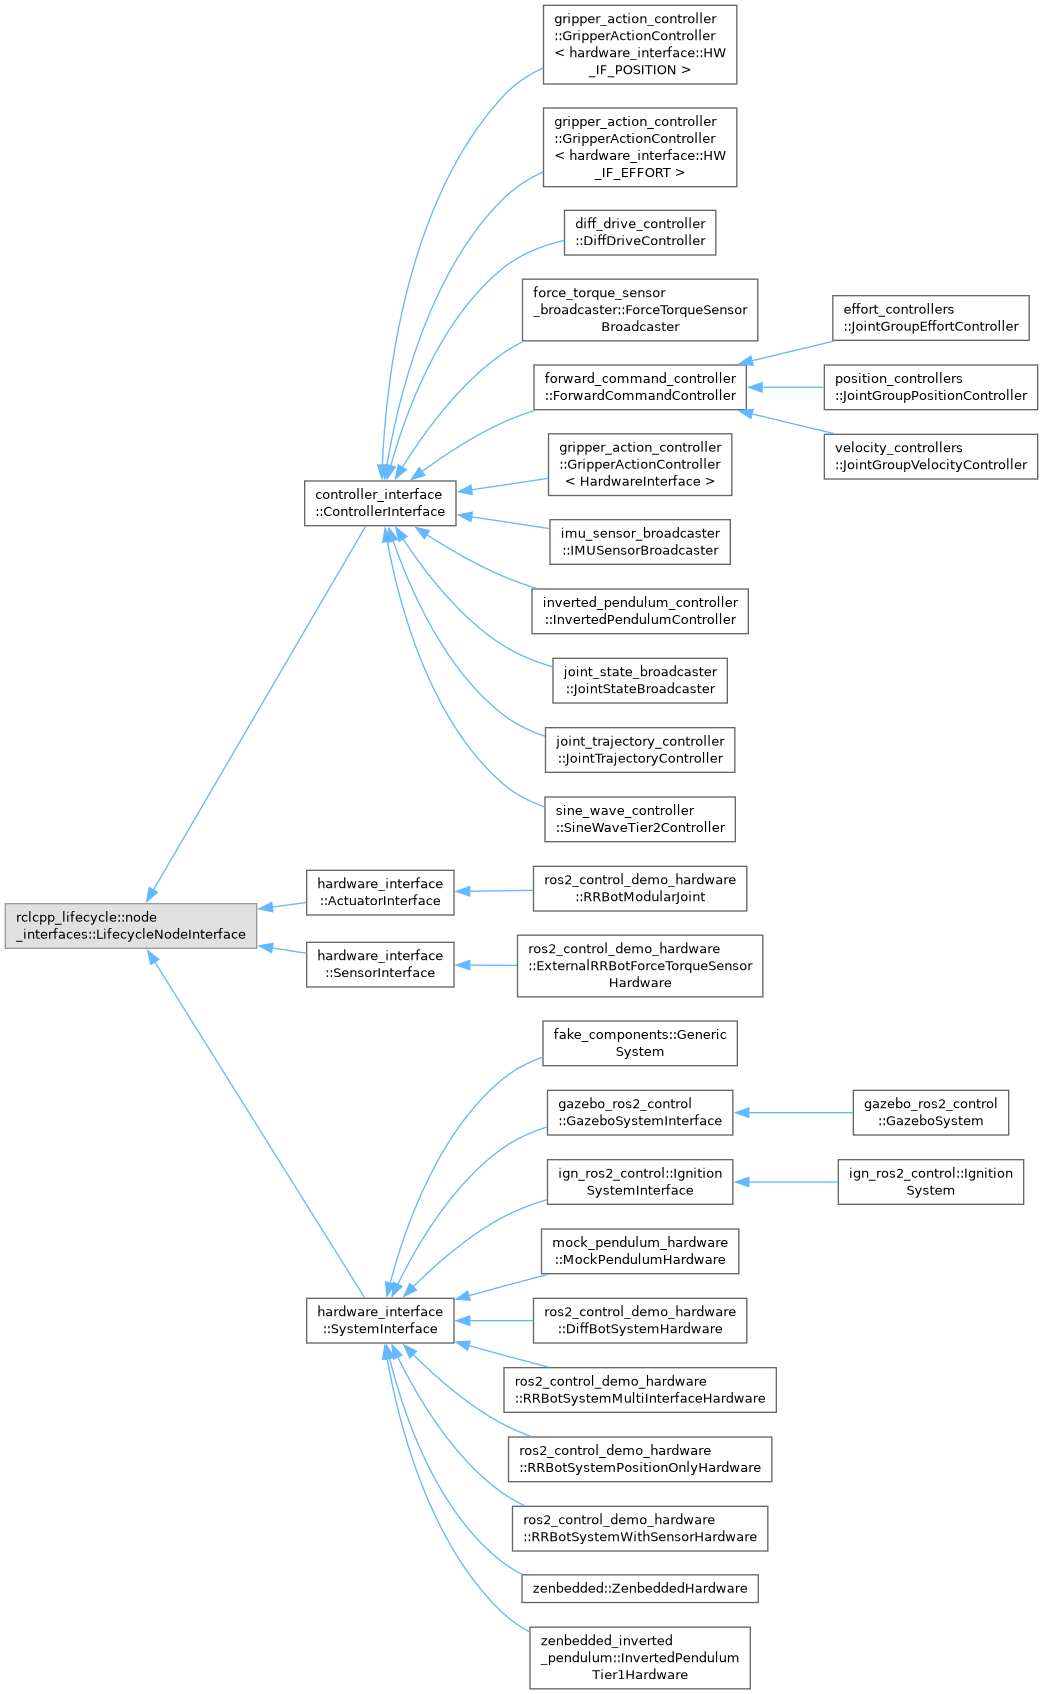 gripper_action_controller
::GripperActionController
< hardware_interface::HW
_IF_POSITION >
gripper_action_controller
::GripperActionController
< hardware_interface::HW
_IF_EFFORT >
diff_drive_controller
::DiffDriveController
force_torque_sensor
_broadcaster::ForceTorqueSensor
Broadcaster
effort_controllers
::JointGroupEffortController
forward_command_controller
::ForwardCommandController
position_controllers
::JointGroupPositionController
velocity_controllers
::JointGroupVelocityController
gripper_action_controller
::GripperActionController
< HardwareInterface >
controller_interface
::ControllerInterface
imu_sensor_broadcaster
::IMUSensorBroadcaster
inverted_pendulum_controller
::InvertedPendulumController
joint_state_broadcaster
::JointStateBroadcaster
joint_trajectory_controller
::JointTrajectoryController
sine_wave_controller
::SineWaveTier2Controller
hardware_interface
::ActuatorInterface
ros2_control_demo_hardware
::RRBotModularJoint
rclcpp_lifecycle::node
_interfaces::LifecycleNodeInterface
hardware_interface
::SensorInterface
ros2_control_demo_hardware
::ExternalRRBotForceTorqueSensor
Hardware
fake_components::Generic
System
gazebo_ros2_control
::GazeboSystemInterface
gazebo_ros2_control
::GazeboSystem
ign_ros2_control::Ignition
SystemInterface
ign_ros2_control::Ignition
System
mock_pendulum_hardware
::MockPendulumHardware
hardware_interface
::SystemInterface
ros2_control_demo_hardware
::DiffBotSystemHardware
ros2_control_demo_hardware
::RRBotSystemMultiInterfaceHardware
ros2_control_demo_hardware
::RRBotSystemPositionOnlyHardware
ros2_control_demo_hardware
::RRBotSystemWithSensorHardware
zenbedded::ZenbeddedHardware
zenbedded_inverted
_pendulum::InvertedPendulum
Tier1Hardware